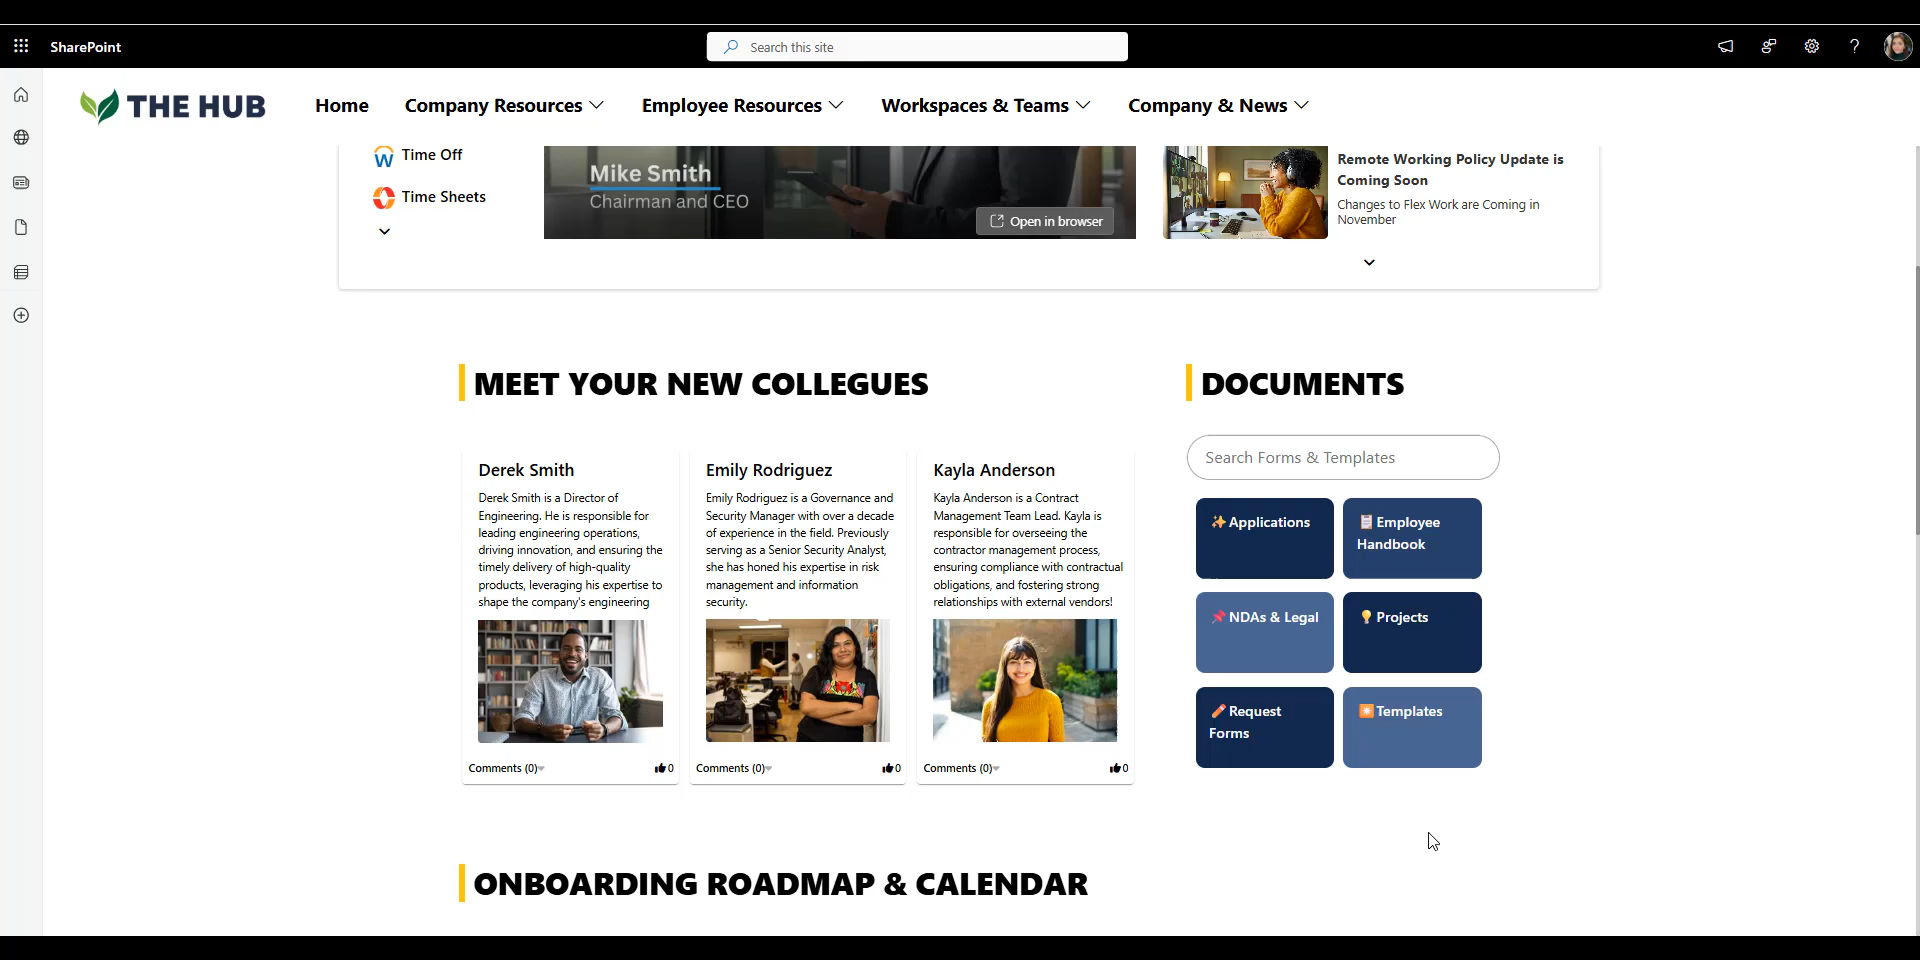 SharePoint
Search this site
THE HUB
Home
Company Resources
Employee Resources
Workspaces & Teams
Company & News
Time Off
Time Sheets
Mike Smith
Chairman and CEO
Open in browser
Remote Working Policy Update is
Coming Soon
Changes to Flex Work are Coming in
November
MEET YOUR NEW COLLEGUES
Derek Smith
Derek Smith is a Director of
Engineering. He is responsible for
leading engineering operations,
driving innovation, and ensuring the
timely delivery of high-quality
products, leveraging his expertise to
shape the company's engineering
Comments (0)
0
Emily Rodriguez
Emily Rodriguez is a Governance and
Security Manager with over a decade
of experience in the field. Previously
serving as a Senior Security Analyst,
she has honed his expertise in risk
management and information
security.
Comments (0)
0
Kayla Anderson
Kayla Anderson is a Contract
Management Team Lead. Kayla is
responsible for overseeing the
contractor management process,
ensuring compliance with contractual
obligations, and fostering strong
relationships with external vendors!
Comments (0)
0
DOCUMENTS
Search Forms & Templates
Applications
Employee
Handbook
NDAs & Legal
Projects
Request
Forms
Templates
ONBOARDING ROADMAP & CALENDAR